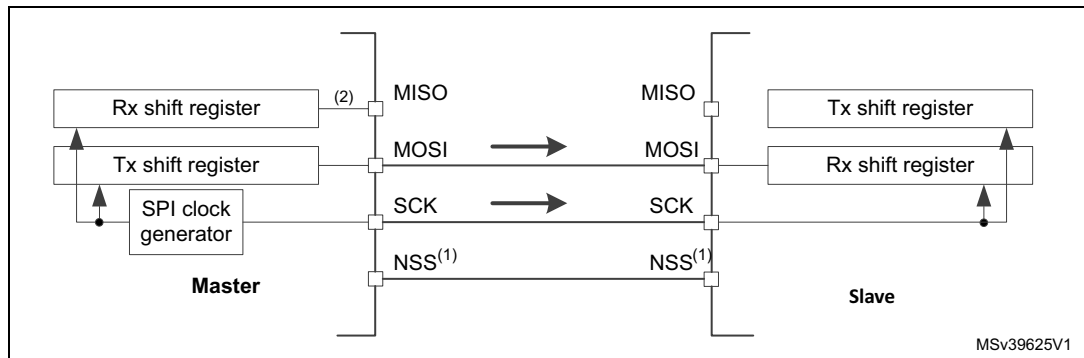 Rx shift register
(2)
MISO
MISO
Tx shift register
Tx shift register
MOSI
MOSI
Rx shift register
SPI clock
generator
SCK
SCK
NSS(1)
NSS(1)
Master
Slave
MSv39625V1